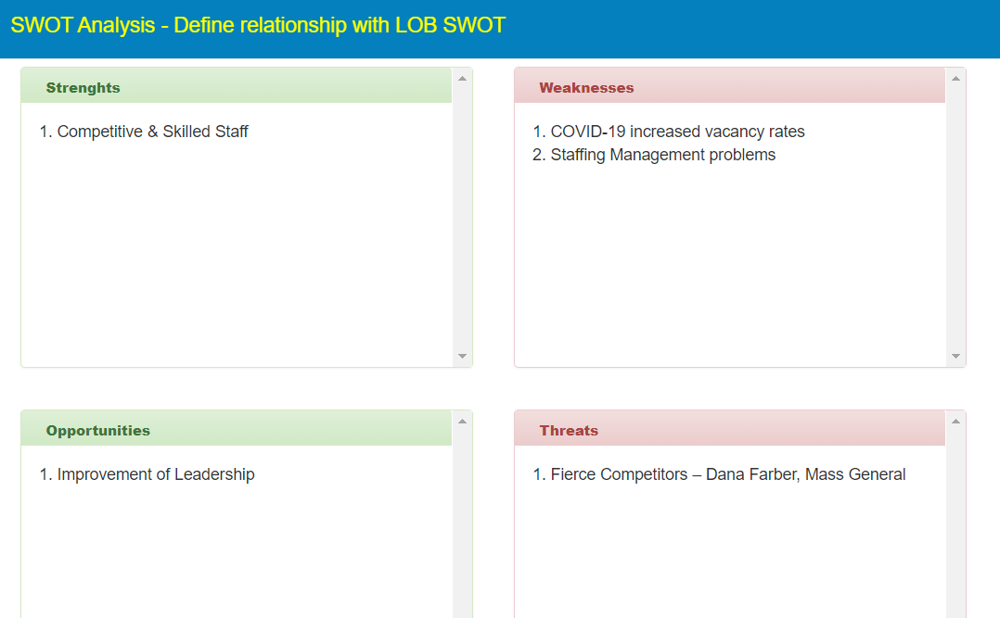 SWOT Analysis - Define relationship with LOB SWOT
Strenghts
1. Competitive & Skilled Staff
Weaknesses
1. COVID-19 increased vacancy rates
2. Staffing Management problems
Opportunities
1. Improvement of Leadership
Threats
1. Fierce Competitors – Dana Farber, Mass General